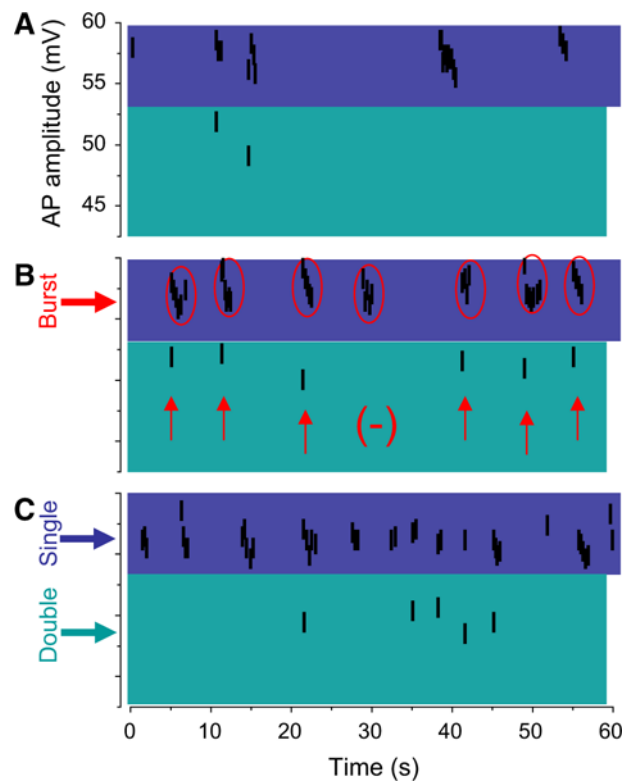 A
60
55
50
45
AP amplitude (mV)
B
Burst
(-)
C
Single
Double
0 10 20 30 40 50 60
Time (s)